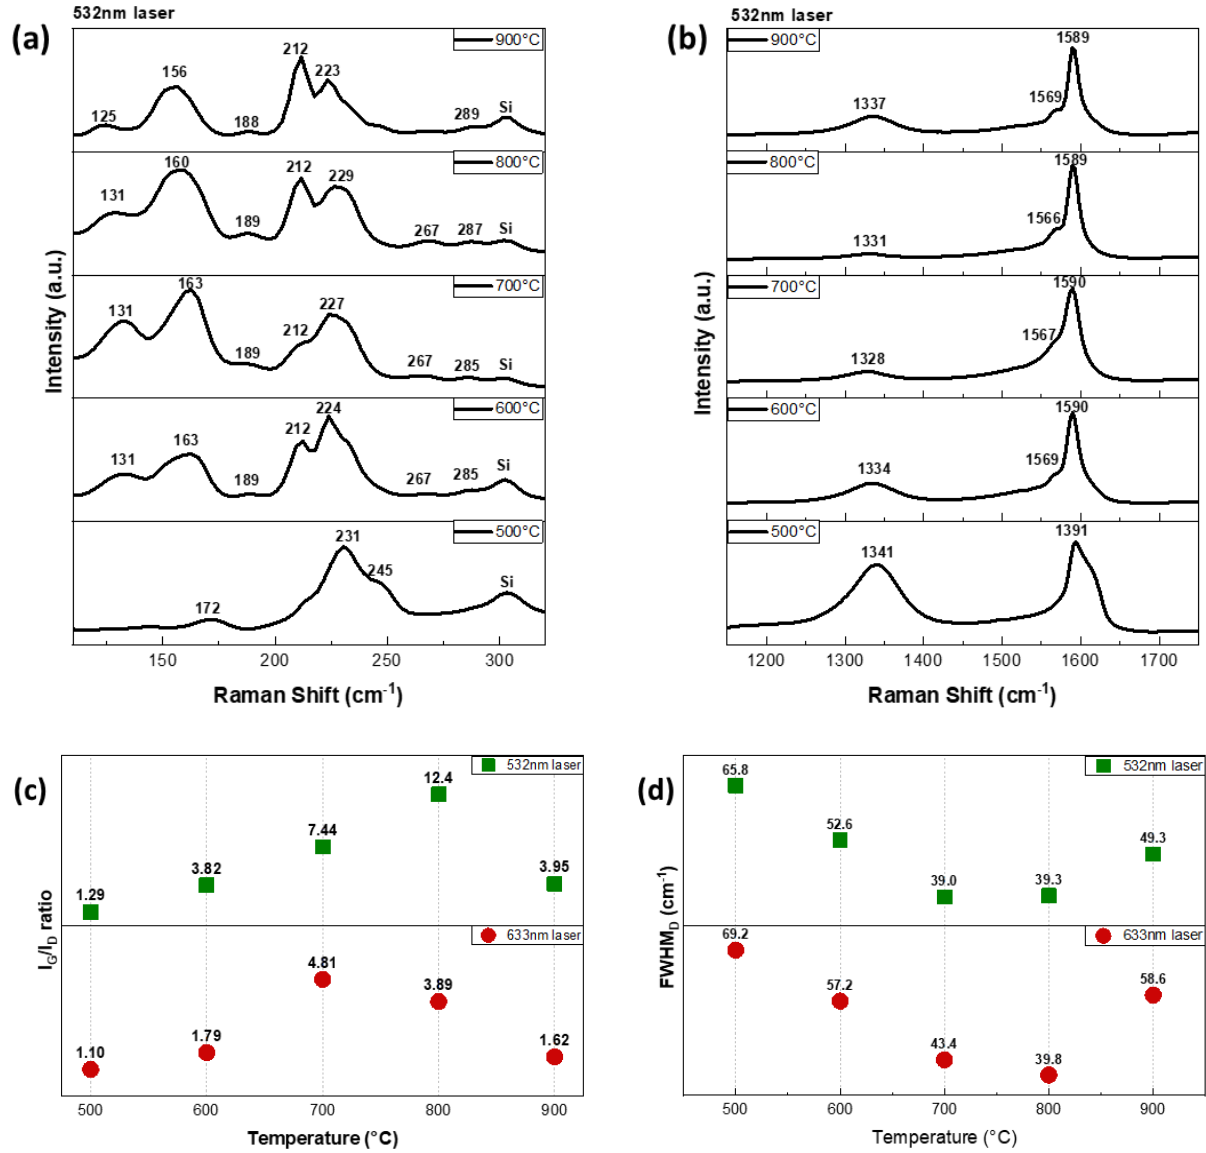 532nm laser
(a)
900°C
125
156
188
212
223
289
Si
800°C
131
160
189
212
229
267
287
Si
700°C
131
163
189
212
227
267
285
Si
600°C
131
163
189
212
224
267
285
Si
500°C
172
231
245
Si
150
200
250
300
Intensity (a.u.)
Raman Shift (cm⁻¹)
532nm laser
(b)
900°C
1337
1569
1589
800°C
1331
1566
1589
700°C
1328
1567
1590
600°C
1334
1569
1590
500°C
1341
1391
1200
1300
1400
1500
1600
1700
Intensity (a.u.)
Raman Shift (cm⁻¹)
(c)
532nm laser
1.29
3.82
7.44
12.4
3.95
633nm laser
1.10
1.79
4.81
3.89
1.62
500
600
700
800
900
I_G/I_D ratio
Temperature (°C)
(d)
532nm laser
65.8
52.6
39.0
39.3
49.3
633nm laser
69.2
57.2
43.4
39.8
58.6
500
600
700
800
900
FWHM_D (cm⁻¹)
Temperature (°C)